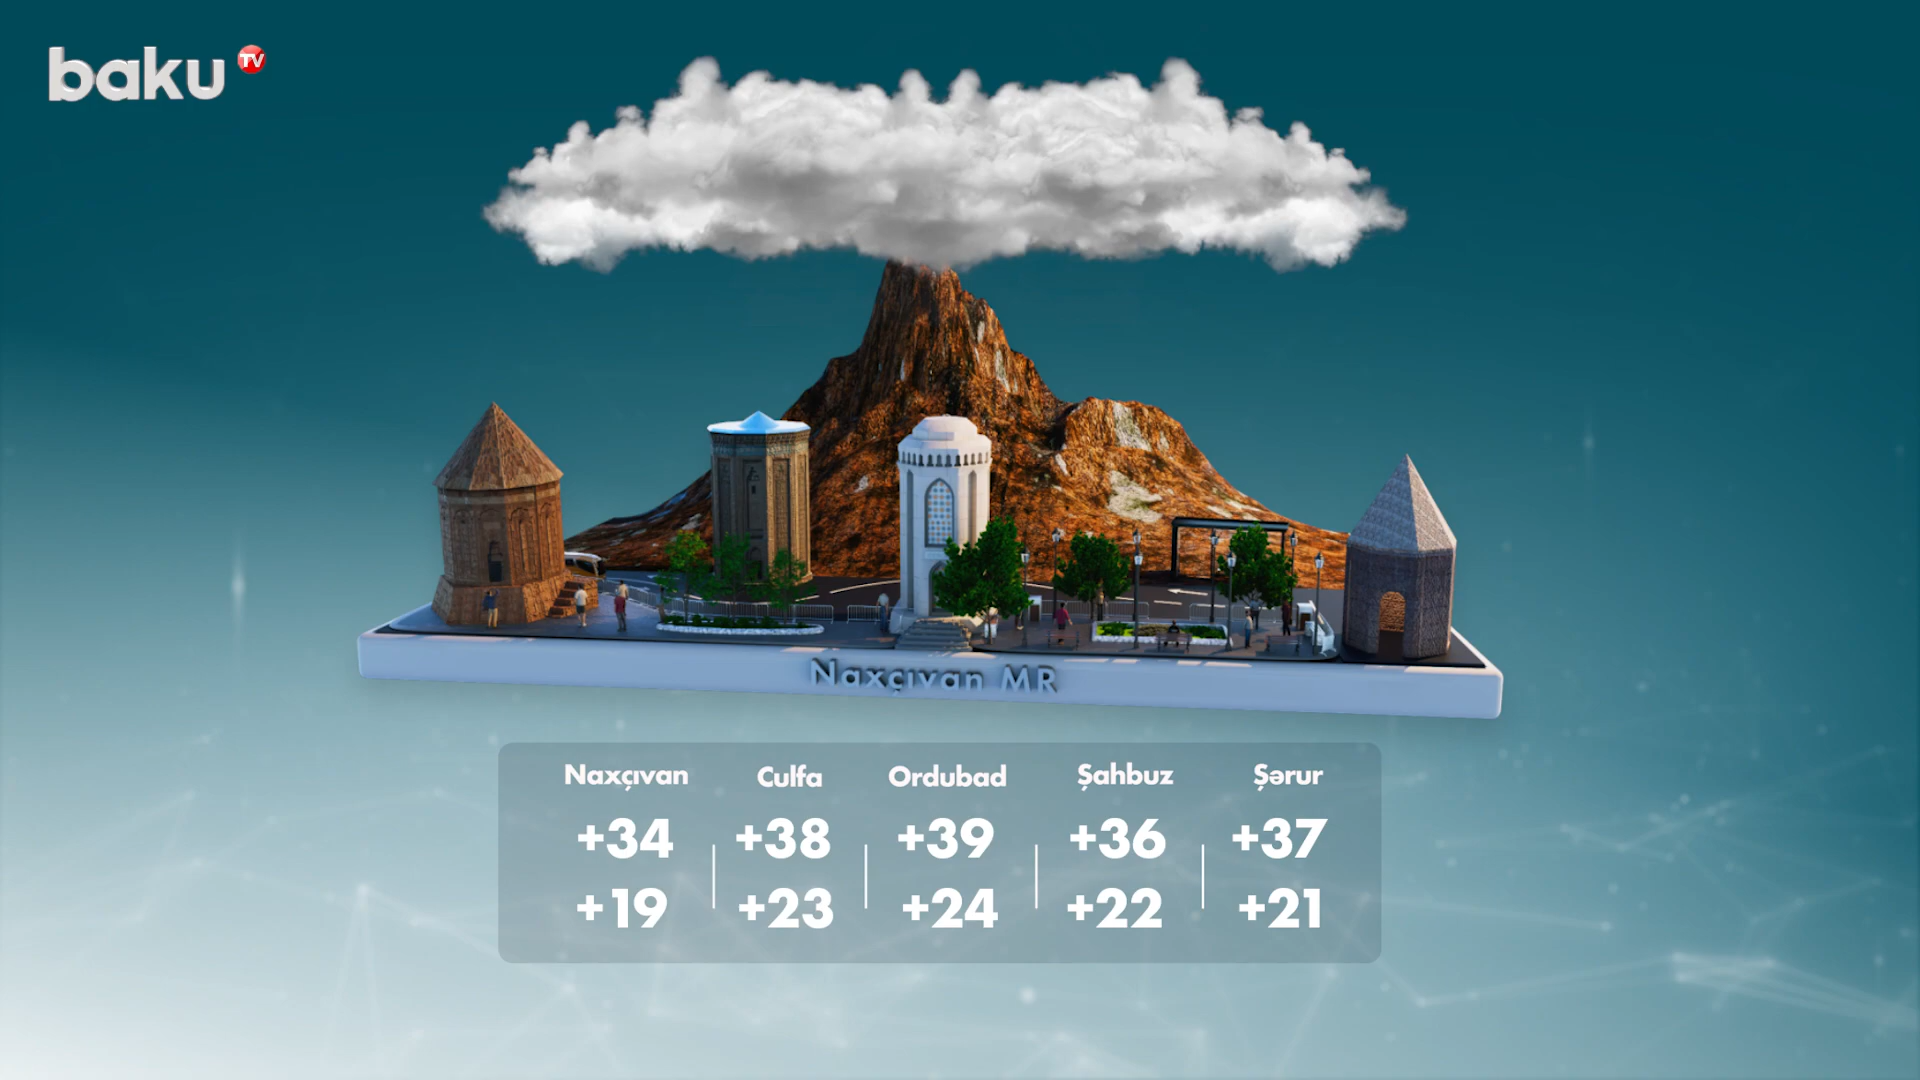 baku TV
Naxçıvan MR
Naxçıvan Culfa Ordubad Şahbuz Şərur
+34 +38 +39 +36 +37
+19 +23 +24 +22 +21